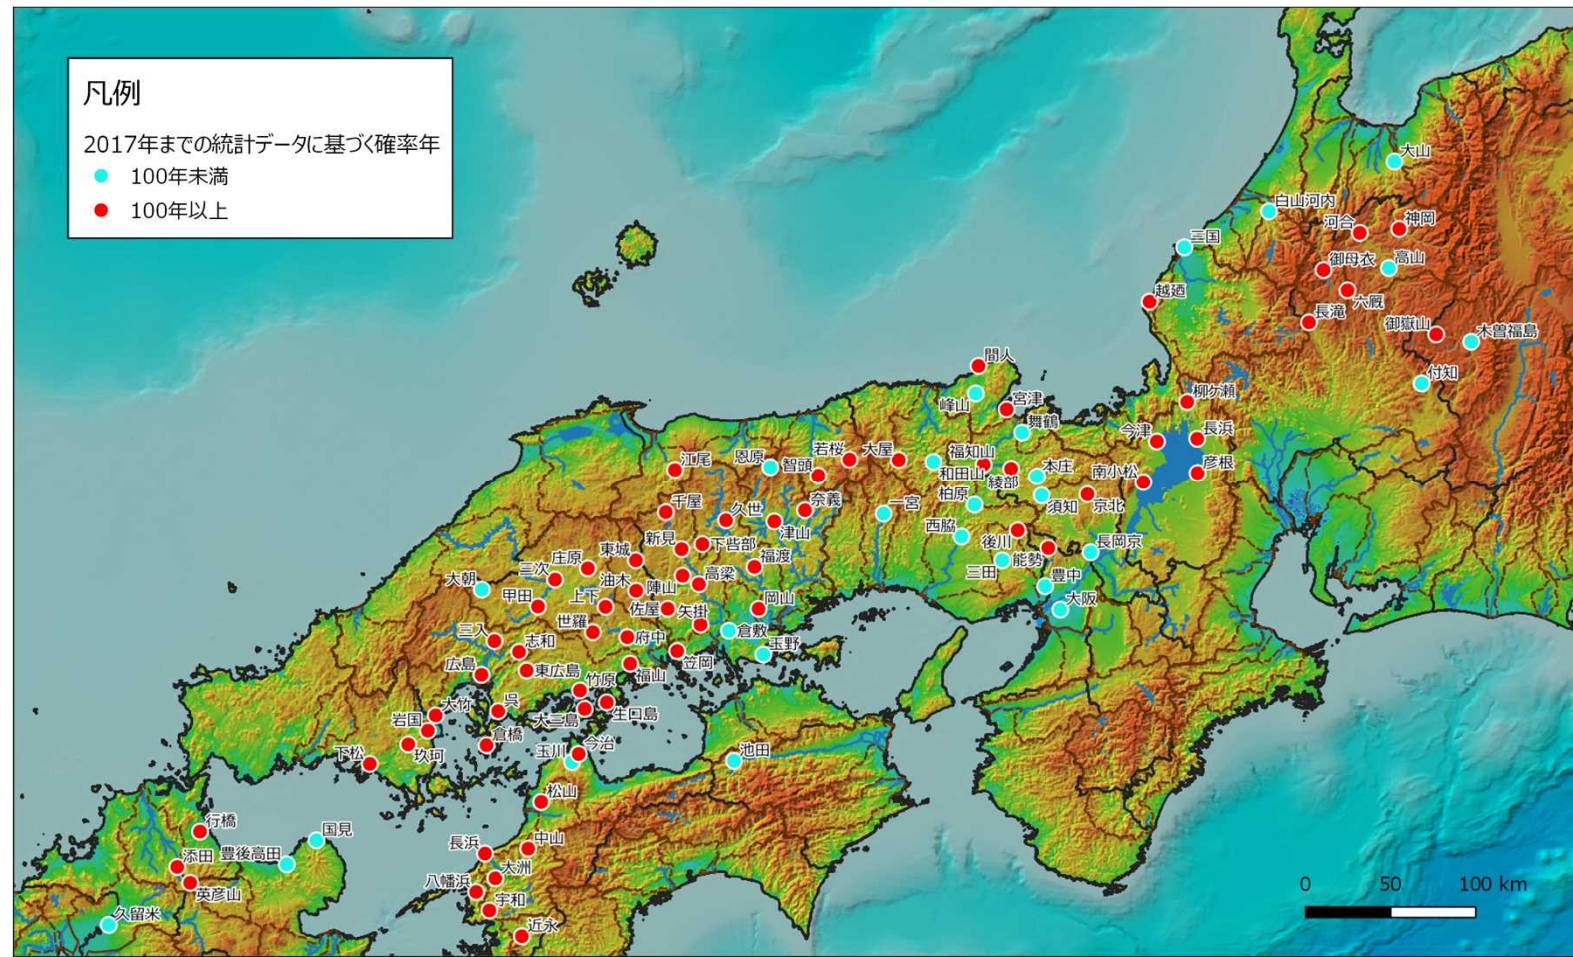 凡例
2017年までの統計データに基づく確率年
100年未満
100年以上
大山
白山河内
河合
神岡
三国
御母衣
高山
越廼
六厩
長滝
御嶽山
木曽福島
間人
付知
峰山
宮津
柳ケ瀬
舞鶴
今津
長浜
江尾
恩原
智頭
若桜
大屋
福知山
和田山
綾部
本庄
南小松
彦根
千屋
久世
津山
奈義
一宮
柏原
須知
京北
新見
下呰部
西脇
後川
能勢
長岡京
庄原
東城
福渡
三田
三次
大朝
油木
陣山
高梁
豊中
甲田
上下
佐屋
矢掛
岡山
大阪
世羅
府中
倉敷
三入
志和
笠岡
玉野
広島
東広島
福山
竹原
大竹
呉
大三島
生口島
岩国
玖珂
倉橋
下松
玉川
今治
池田
松山
行橋
国見
長浜
中山
添田
豊後高田
大洲
英彦山
八幡浜
宇和
久留米
近永
0
50
100 km